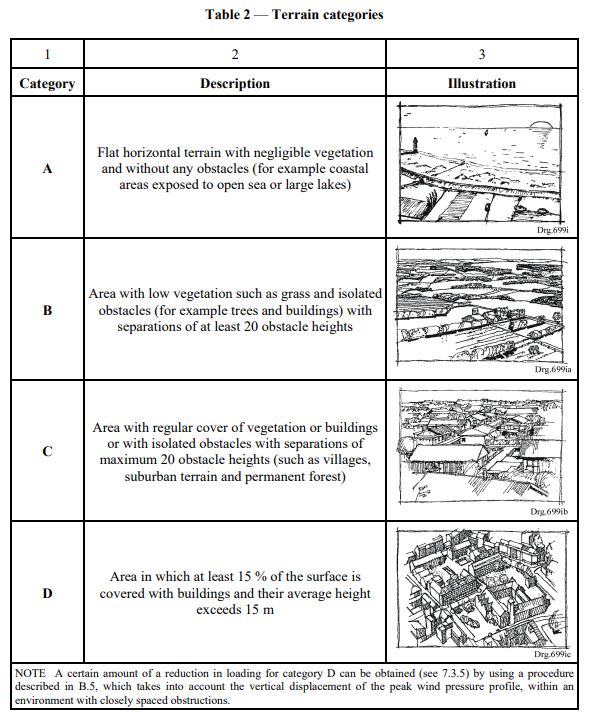 Table 2 — Terrain categories
1
2
3
Category
Description
Illustration
A
Flat horizontal terrain with negligible vegetation
and without any obstacles (for example coastal
areas exposed to open sea or large lakes)
Drg.699i
B
Area with low vegetation such as grass and isolated
obstacles (for example trees and buildings) with
separations of at least 20 obstacle heights
Drg.699ia
C
Area with regular cover of vegetation or buildings
or with isolated obstacles with separations of
maximum 20 obstacle heights (such as villages,
suburban terrain and permanent forest)
Drg.699ib
D
Area in which at least 15 % of the surface is
covered with buildings and their average height
exceeds 15 m
Drg.699ic
NOTE A certain amount of a reduction in loading for category D can be obtained (see 7.3.5) by using a procedure
described in B.5, which takes into account the vertical displacement of the peak wind pressure profile, within an
environment with closely spaced obstructions.